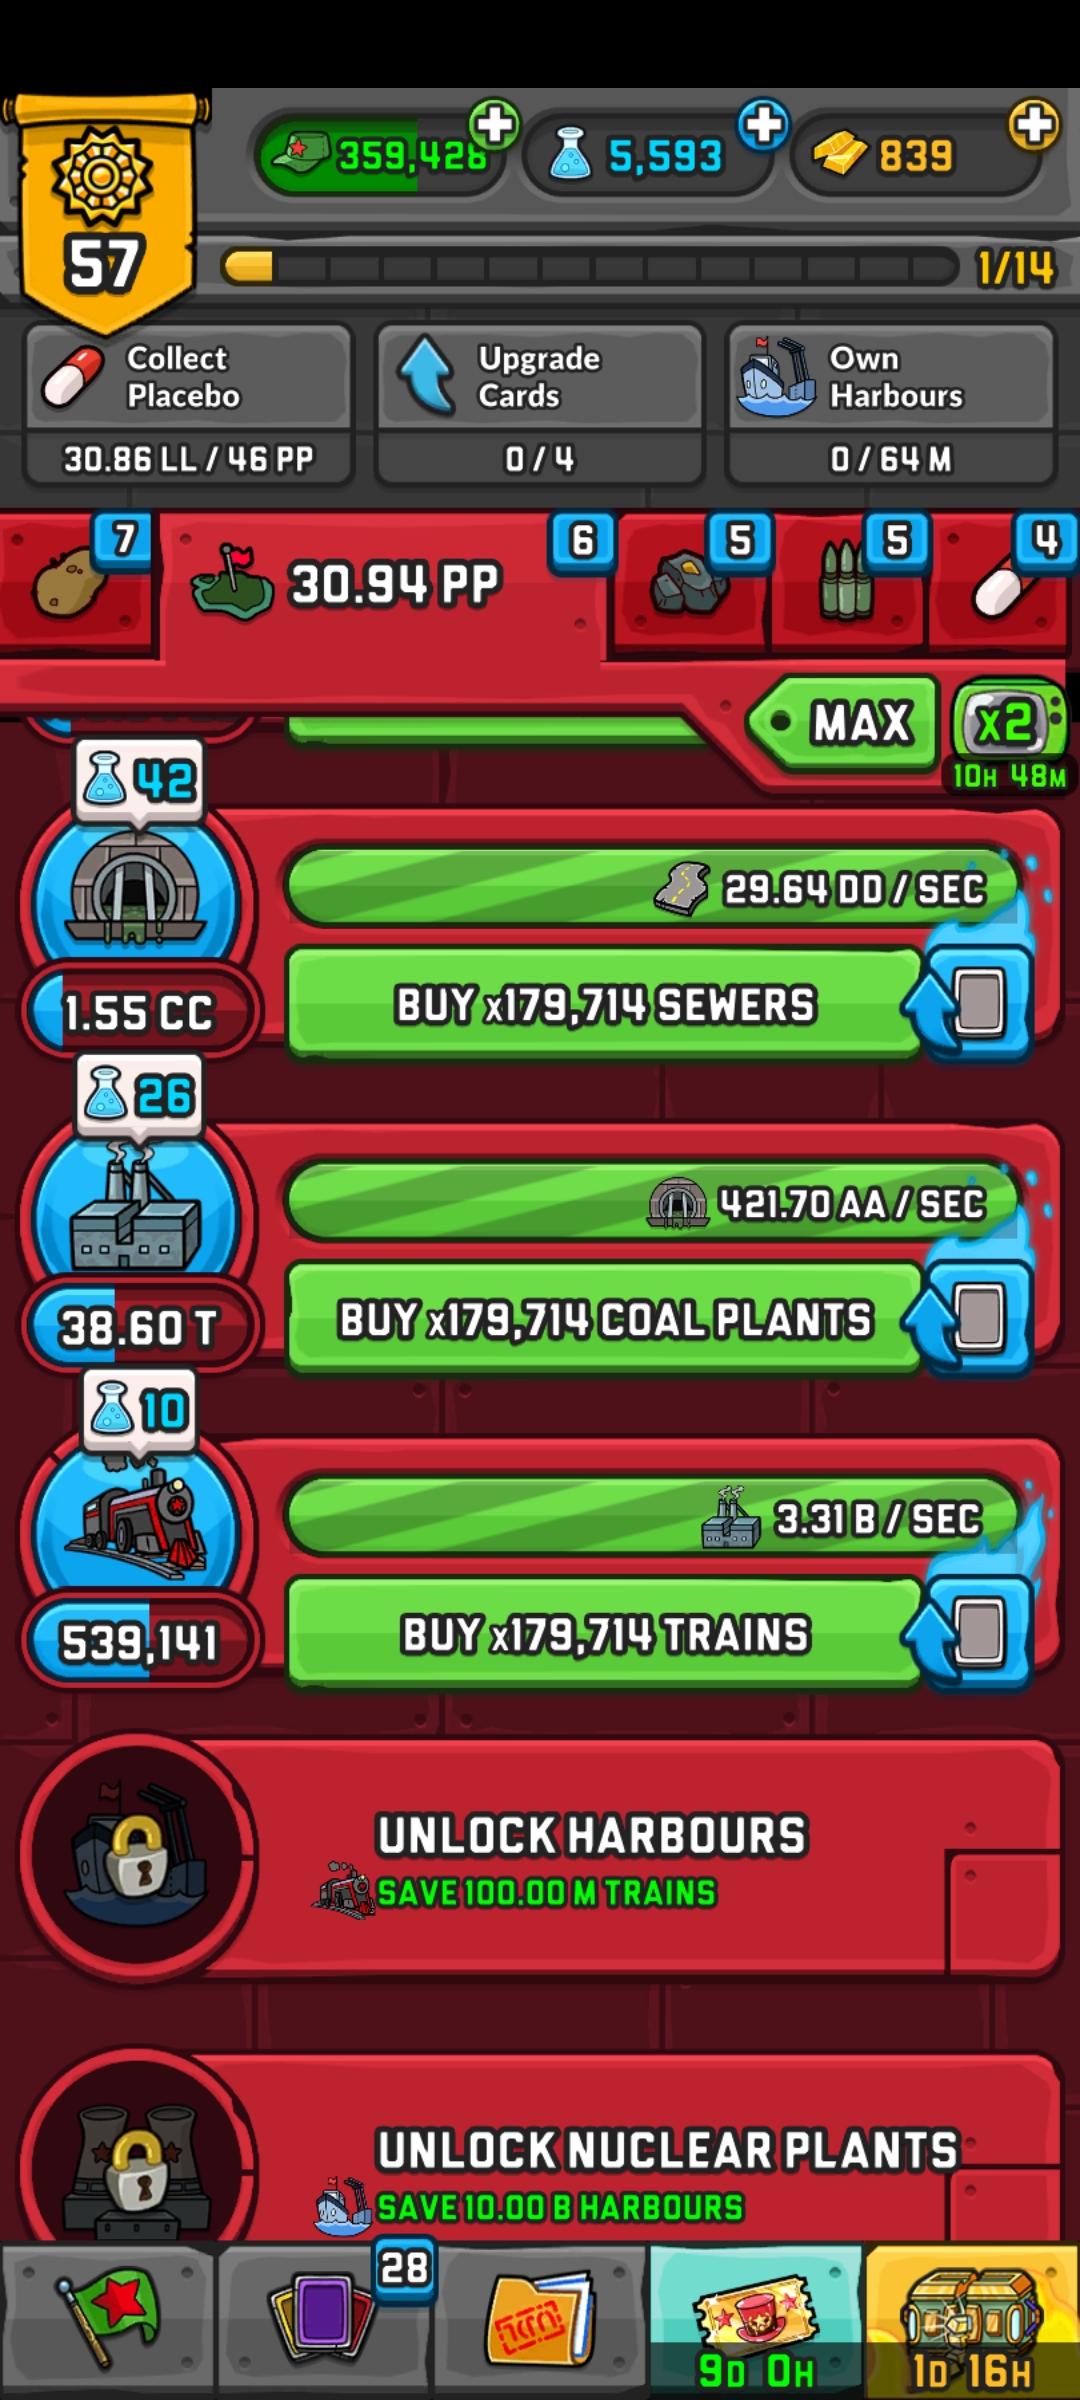 359,428
5,593
839
57
1/14
Collect
Placebo
30.86 LL / 46 PP
Upgrade
Cards
0 / 4
Own
Harbours
0 / 64 M
7
30.94 PP
6
5
5
4
MAX
x2
10H 48M
42
29.64 DD / SEC
1.55 CC
BUY x179,714 SEWERS
26
421.70 AA / SEC
38.60 T
BUY x179,714 COAL PLANTS
10
3.31 B / SEC
539,141
BUY x179,714 TRAINS
UNLOCK HARBOURS
SAVE 100.00 M TRAINS
UNLOCK NUCLEAR PLANTS
SAVE 10.00 B HARBOURS
28
9D 0H
1D 16H